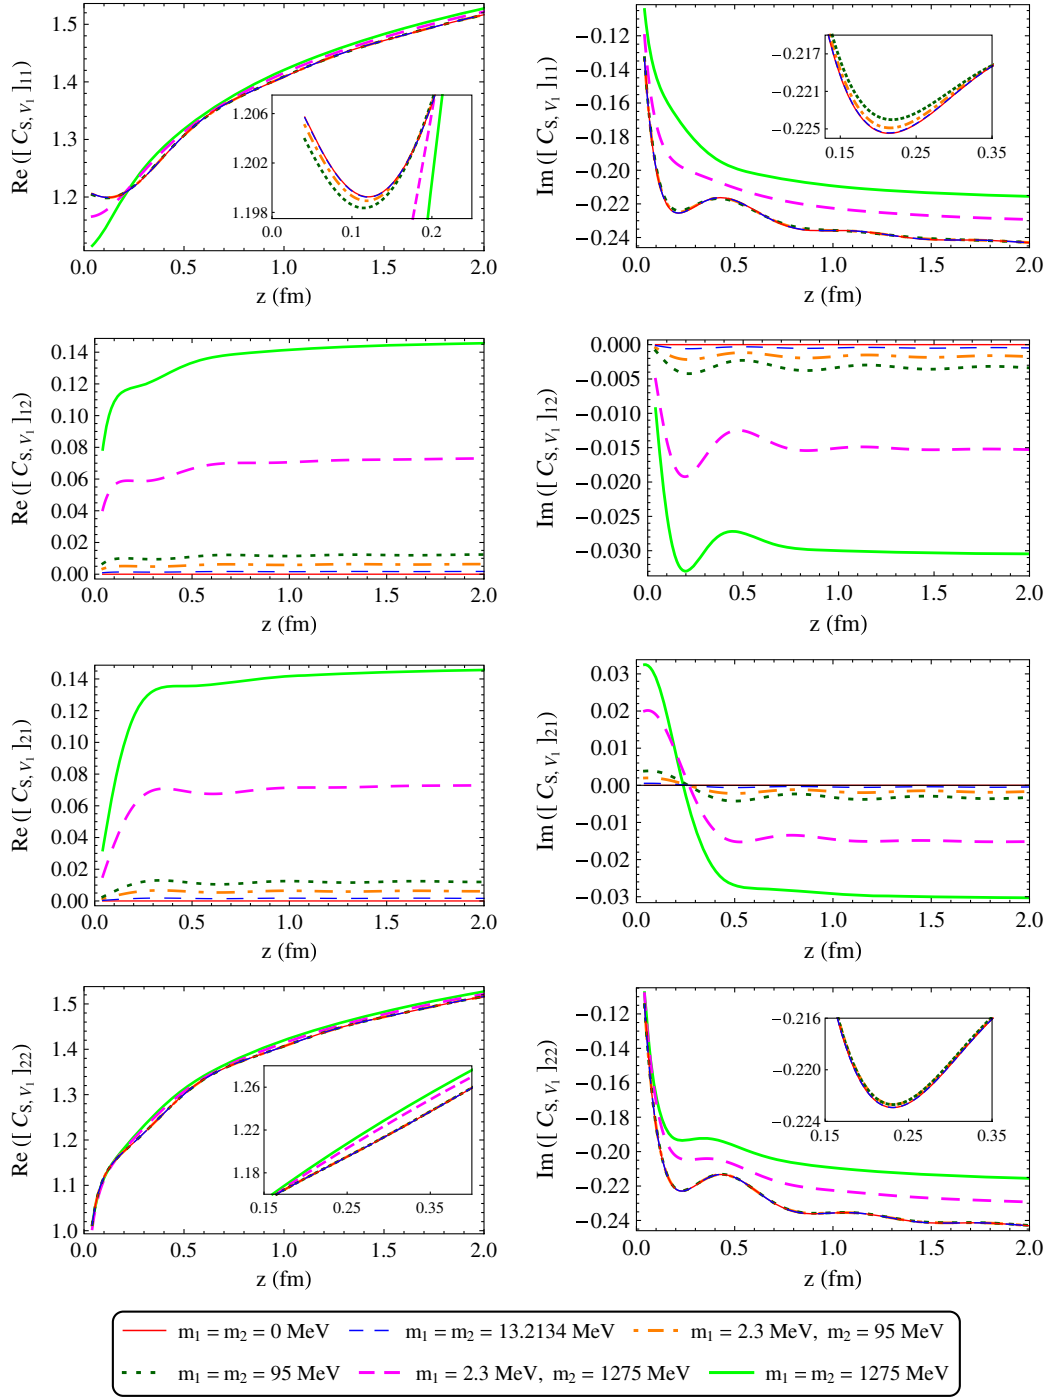 Re ([ C_{S, V_1} ]_{11})
1.5
1.4
1.3
1.2
0.0 0.5 1.0 1.5 2.0
z (fm)
1.206
1.202
1.198
0.0 0.1 0.2
Im ([ C_{S, V_1} ]_{11})
−0.12
−0.14
−0.16
−0.18
−0.20
−0.22
−0.24
0.0 0.5 1.0 1.5 2.0
z (fm)
−0.217
−0.221
−0.225
0.15 0.25 0.35
Re ([ C_{S, V_1} ]_{12})
0.14
0.12
0.10
0.08
0.06
0.04
0.02
0.00
0.0 0.5 1.0 1.5 2.0
z (fm)
Im ([ C_{S, V_1} ]_{12})
0.000
−0.005
−0.010
−0.015
−0.020
−0.025
−0.030
0.0 0.5 1.0 1.5 2.0
z (fm)
Re ([ C_{S, V_1} ]_{21})
0.14
0.12
0.10
0.08
0.06
0.04
0.02
0.00
0.0 0.5 1.0 1.5 2.0
z (fm)
Im ([ C_{S, V_1} ]_{21})
0.03
0.02
0.01
0.00
−0.01
−0.02
−0.03
0.0 0.5 1.0 1.5 2.0
z (fm)
Re ([ C_{S, V_1} ]_{22})
1.5
1.4
1.3
1.2
1.1
1.0
0.0 0.5 1.0 1.5 2.0
z (fm)
1.26
1.22
1.18
0.15 0.25 0.35
Im ([ C_{S, V_1} ]_{22})
−0.12
−0.14
−0.16
−0.18
−0.20
−0.22
−0.24
0.0 0.5 1.0 1.5 2.0
z (fm)
−0.216
−0.220
−0.224
0.15 0.25 0.35
m_1 = m_2 = 0 MeV m_1 = m_2 = 13.2134 MeV m_1 = 2.3 MeV, m_2 = 95 MeV
m_1 = m_2 = 95 MeV m_1 = 2.3 MeV, m_2 = 1275 MeV m_1 = m_2 = 1275 MeV